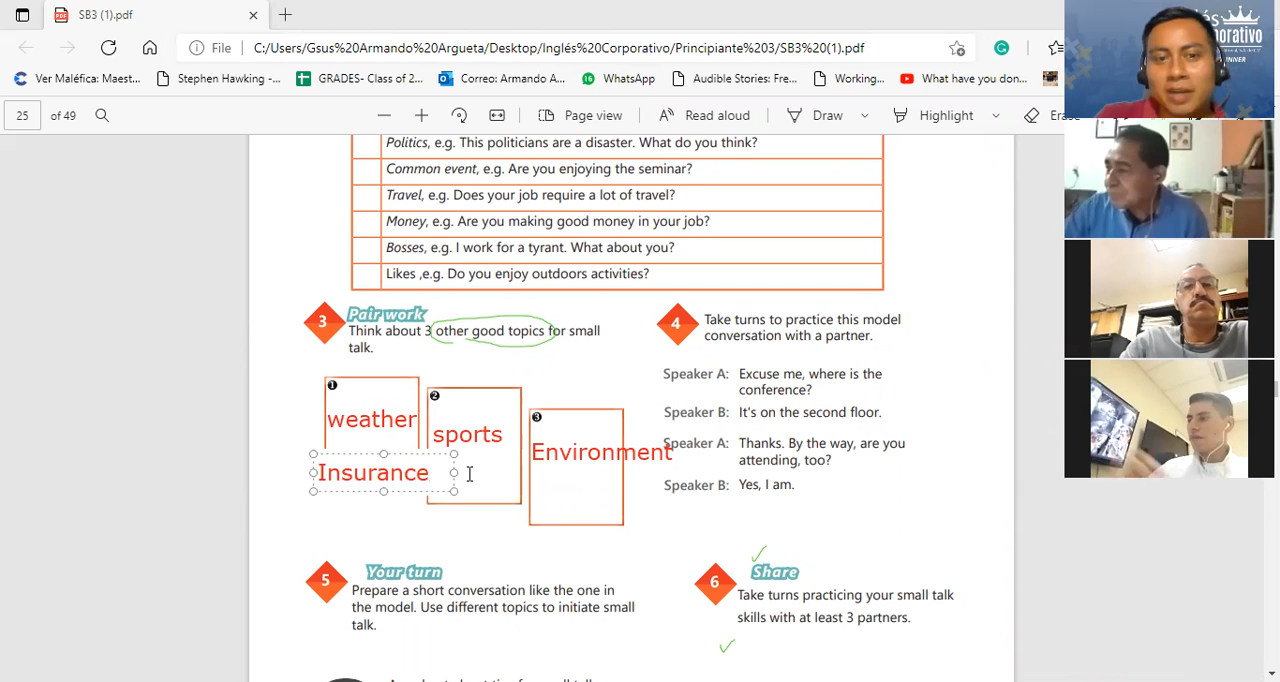 SB3 (1).pdf
File
C:/Users/Gsus%20Armando%20Argueta/Desktop/Inglés%20Corporativo/Principiante%203/SB3%20(1).pdf
Ver Maléfica: Maest...
Stephen Hawking -...
GRADES- Class of 2...
Correo: Armando A...
16 WhatsApp
Audible Stories: Fre...
Working...
What have you don...
25 of 49
Page view
Read aloud
Draw
Highlight
Politics, e.g. This politicians are a disaster. What do you think?
Common event, e.g. Are you enjoying the seminar?
Travel, e.g. Does your job require a lot of travel?
Money, e.g. Are you making good money in your job?
Bosses, e.g. I work for a tyrant. What about you?
Likes ,e.g. Do you enjoy outdoors activities?
3 Pair work
Think about 3 other good topics for small
talk.
1
weather
Insurance
2
sports
3
Environment
4 Take turns to practice this model
conversation with a partner.
Speaker A: Excuse me, where is the
conference?
Speaker B: It's on the second floor.
Speaker A: Thanks. By the way, are you
attending, too?
Speaker B: Yes, I am.
5 Your turn
Prepare a short conversation like the one in
the model. Use different topics to initiate small
talk.
6 Share
Take turns practicing your small talk
skills with at least 3 partners.